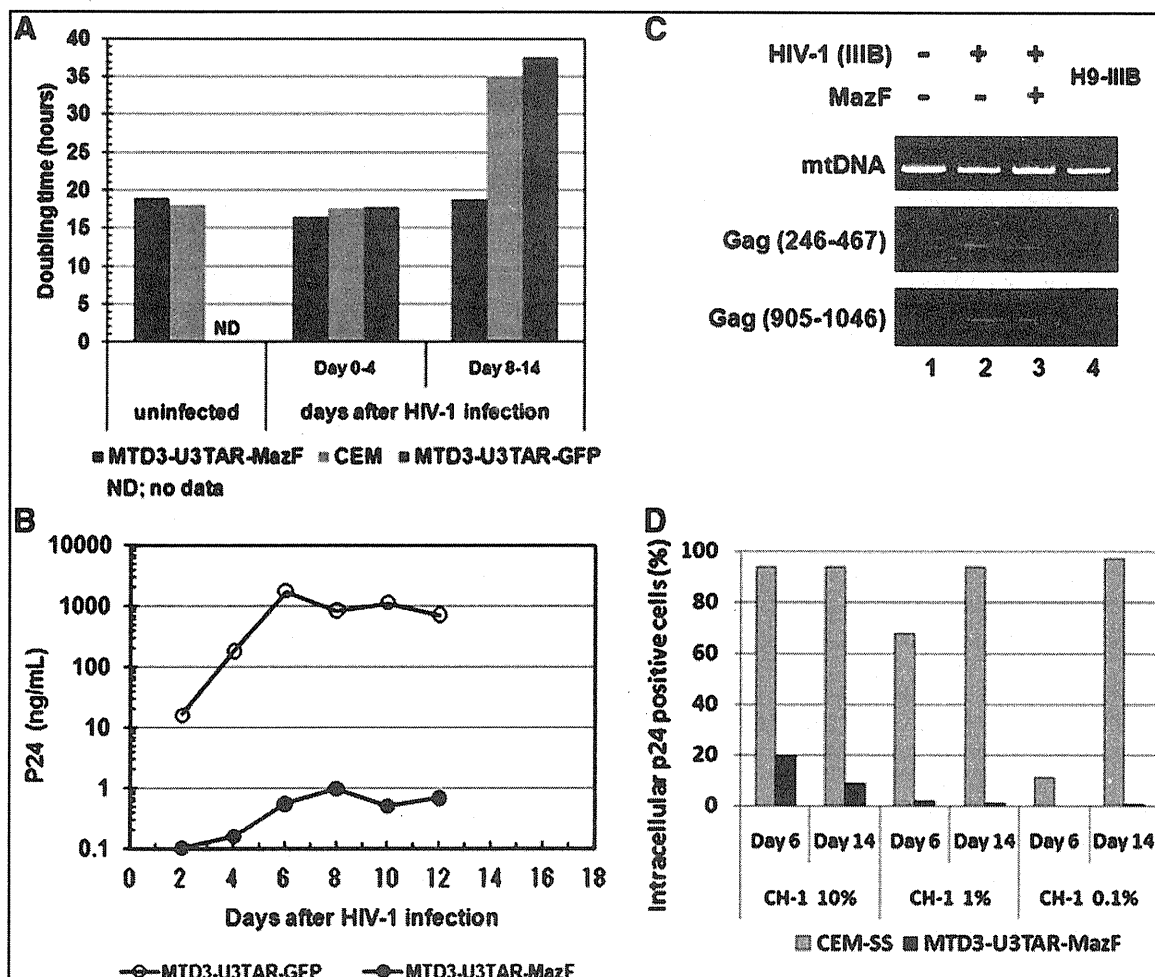 A
40
35
30
25
20
15
10
5
0
Doubling time (hours)
ND
Day 0-4
Day 8-14
uninfected
days after HIV-1 infection
MTD3-U3TAR-MazF CEM MTD3-U3TAR-GFP
ND; no data
B
10000
1000
100
10
1
0.1
P24 (ng/mL)
0 2 4 6 8 10 12 14 16 18
Days after HIV-1 infection
MTD3-U3TAR-GFP MTD3-U3TAR-MazF
C
HIV-1 (IIIB) - + +
H9-IIIB
MazF - - +
mtDNA
Gag (246-467)
Gag (905-1046)
1 2 3 4
D
100
80
60
40
20
0
Intracellular p24 positive cells (%)
Day 6 Day 14 Day 6 Day 14 Day 6 Day 14
CH-1 10% CH-1 1% CH-1 0.1%
CEM-SS MTD3-U3TAR-MazF